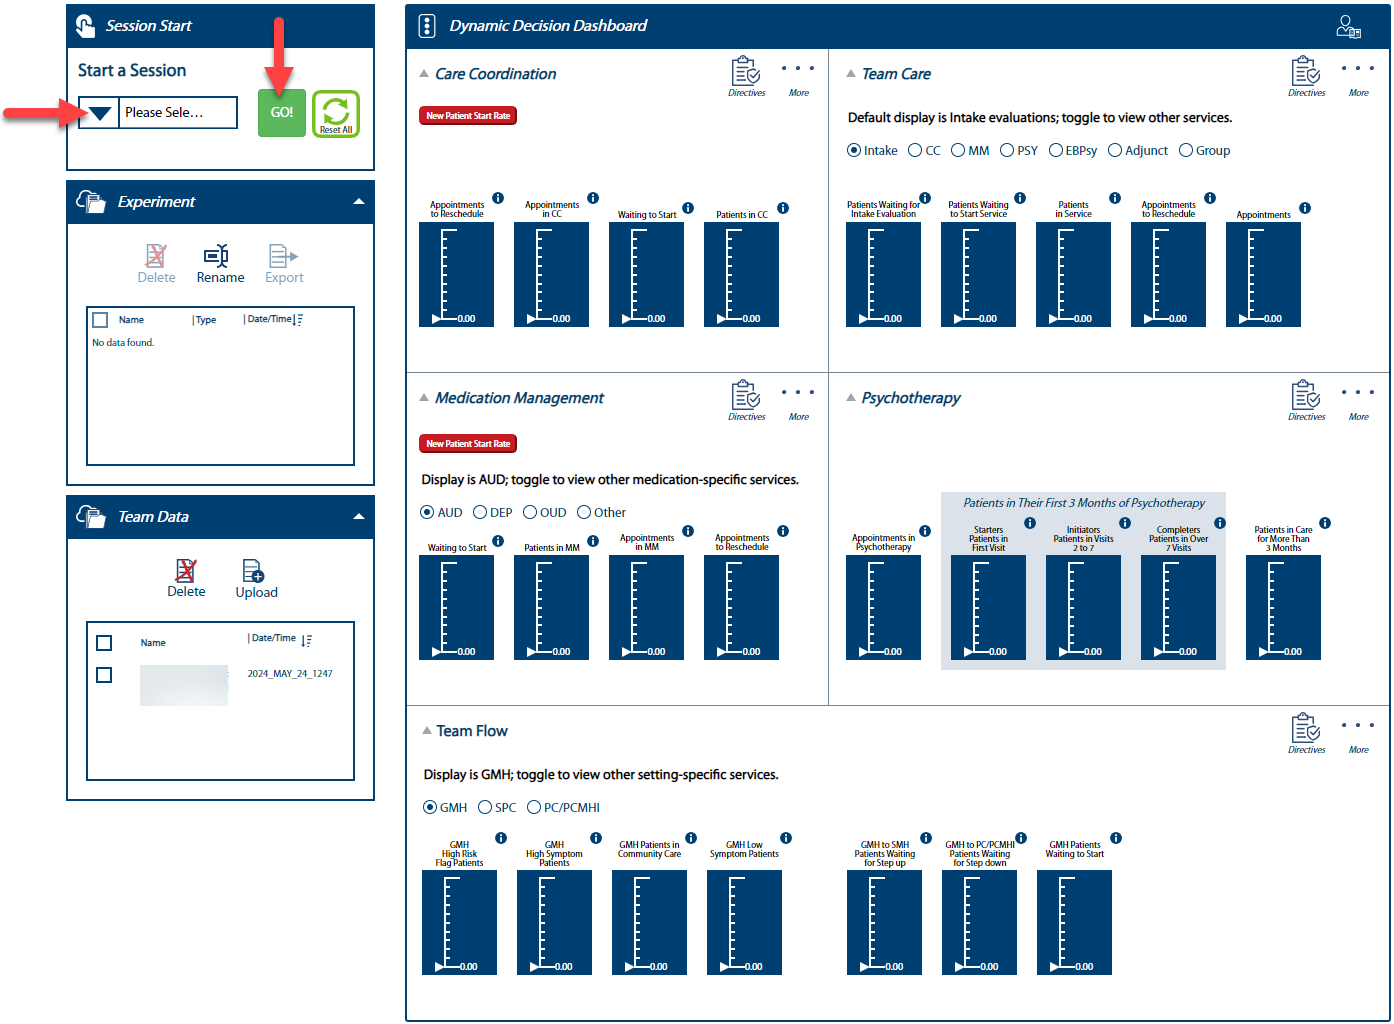 Session Start
Start a Session
Please Sele...
GO!
Reset All
Experiment
Delete
Rename
Export
Name
|Type
|Date/Time
No data found.
Team Data
Delete
Upload
Name
|Date/Time
2024_MAY_24_1247
Dynamic Decision Dashboard
Care Coordination
Directives
More
New Patient Start Rate
Appointments
to Reschedule
Appointments
in CC
Waiting to Start
Patients in CC
0.00
0.00
0.00
0.00
Team Care
Directives
More
Default display is Intake evaluations; toggle to view other services.
Intake
CC
MM
PSY
EBPsy
Adjunct
Group
Patients Waiting for
Intake Evaluation
Patients Waiting
to Start Service
Patients
in Service
Appointments
to Reschedule
Appointments
0.00
0.00
0.00
0.00
0.00
Medication Management
Directives
More
New Patient Start Rate
Display is AUD; toggle to view other medication-specific services.
AUD
DEP
OUD
Other
Waiting to Start
Patients in MM
Appointments
in MM
Appointments
to Reschedule
0.00
0.00
0.00
0.00
Psychotherapy
Directives
More
Patients in Their First 3 Months of Psychotherapy
Appointments in
Psychotherapy
Starters
Patients in
First Visit
Initiators
Patients in Visits
2 to 7
Completers
Patients in Over
7 Visits
Patients in Care
for More Than
3 Months
0.00
0.00
0.00
0.00
0.00
Team Flow
Directives
More
Display is GMH; toggle to view other setting-specific services.
GMH
SPC
PC/PCMHI
GMH
High Risk
Flag Patients
GMH
High Symptom
Patients
GMH Patients in
Community Care
GMH Low
Symptom Patients
GMH to SMH
Patients Waiting
for Step up
GMH to PC/PCMHI
Patients Waiting
for Step down
GMH Patients
Waiting to Start
0.00
0.00
0.00
0.00
0.00
0.00
0.00